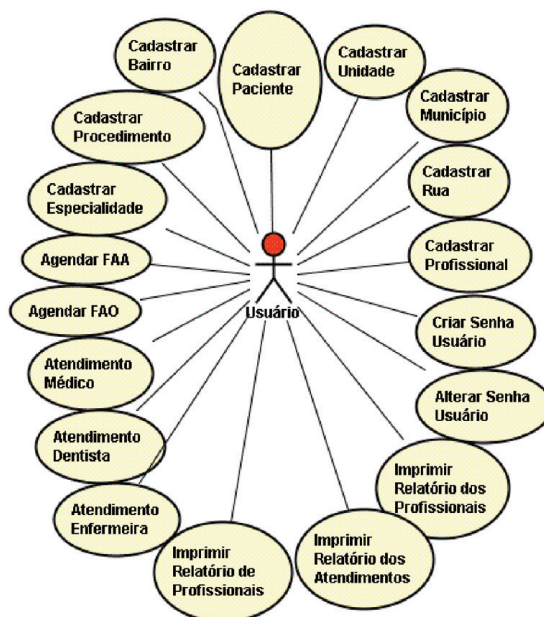 Cadastrar
Bairro
Cadastrar
Paciente
Cadastrar
Unidade
Cadastrar
Procedimento
Cadastrar
Município
Cadastrar
Especialidade
Cadastrar
Rua
Agendar FAA
Cadastrar
Profissional
Agendar FAO
Usuário
Criar Senha
Usuário
Atendimento
Médico
Alterar Senha
Usuário
Atendimento
Dentista
Imprimir
Relatório dos
Profissionais
Atendimento
Enfermeira
Imprimir
Relatório de
Profissionais
Imprimir
Relatório dos
Atendimentos